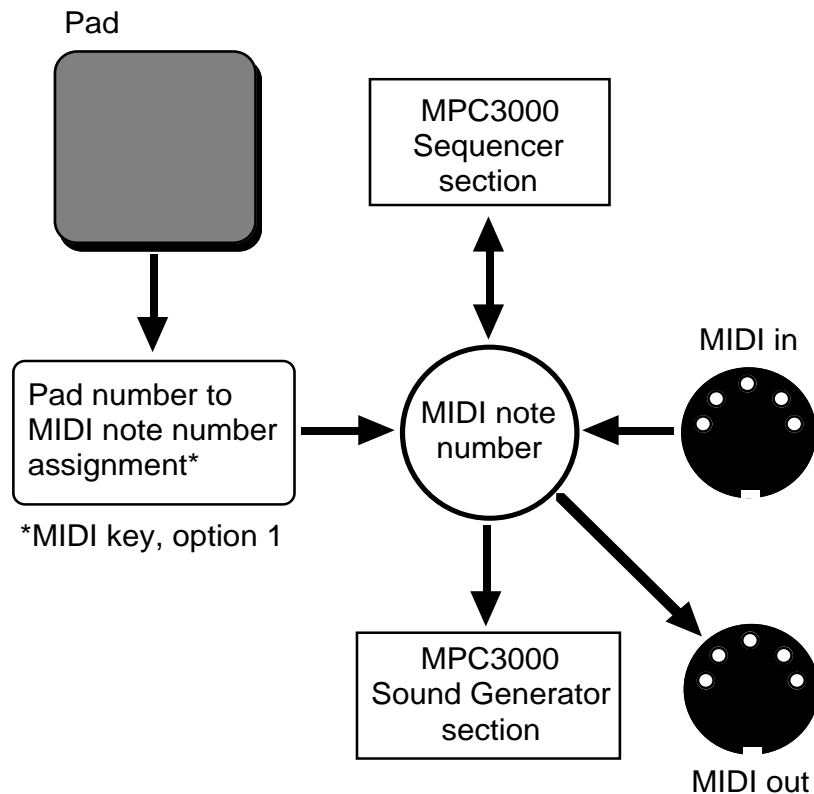 Pad
MPC3000
Sequencer
section
MIDI in
Pad number to
MIDI note number
assignment*
MIDI note
number
*MIDI key, option 1
MPC3000
Sound Generator
section
MIDI out